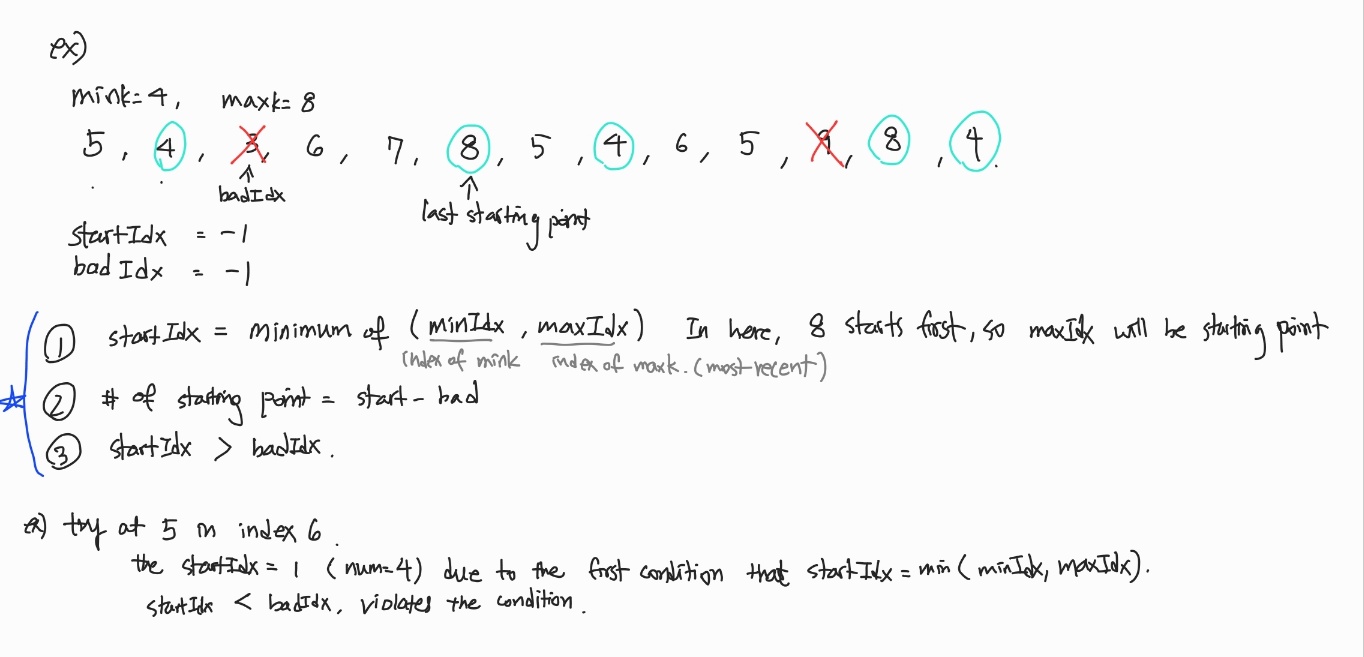 ex)
mink=4, maxk= 8
5, 4, 3, 6, 7, 8, 5, 4, 6, 5, 9, 8, 4.
badIdx
last starting point
startIdx = -1
bad Idx = -1
① startIdx = minimum of (minIdx, maxIdx) In here, 8 starts first, so maxIdx will be starting point
index of mink index of maxk. (most-recent)
② # of starting point = start - bad
③ startIdx > badIdx.
ex) try at 5 in index 6.
the startIdx = 1 (num=4) due to the first condition that startIdx = min(minIdx, maxIdx).
startIdx < badIdx, violates the condition.